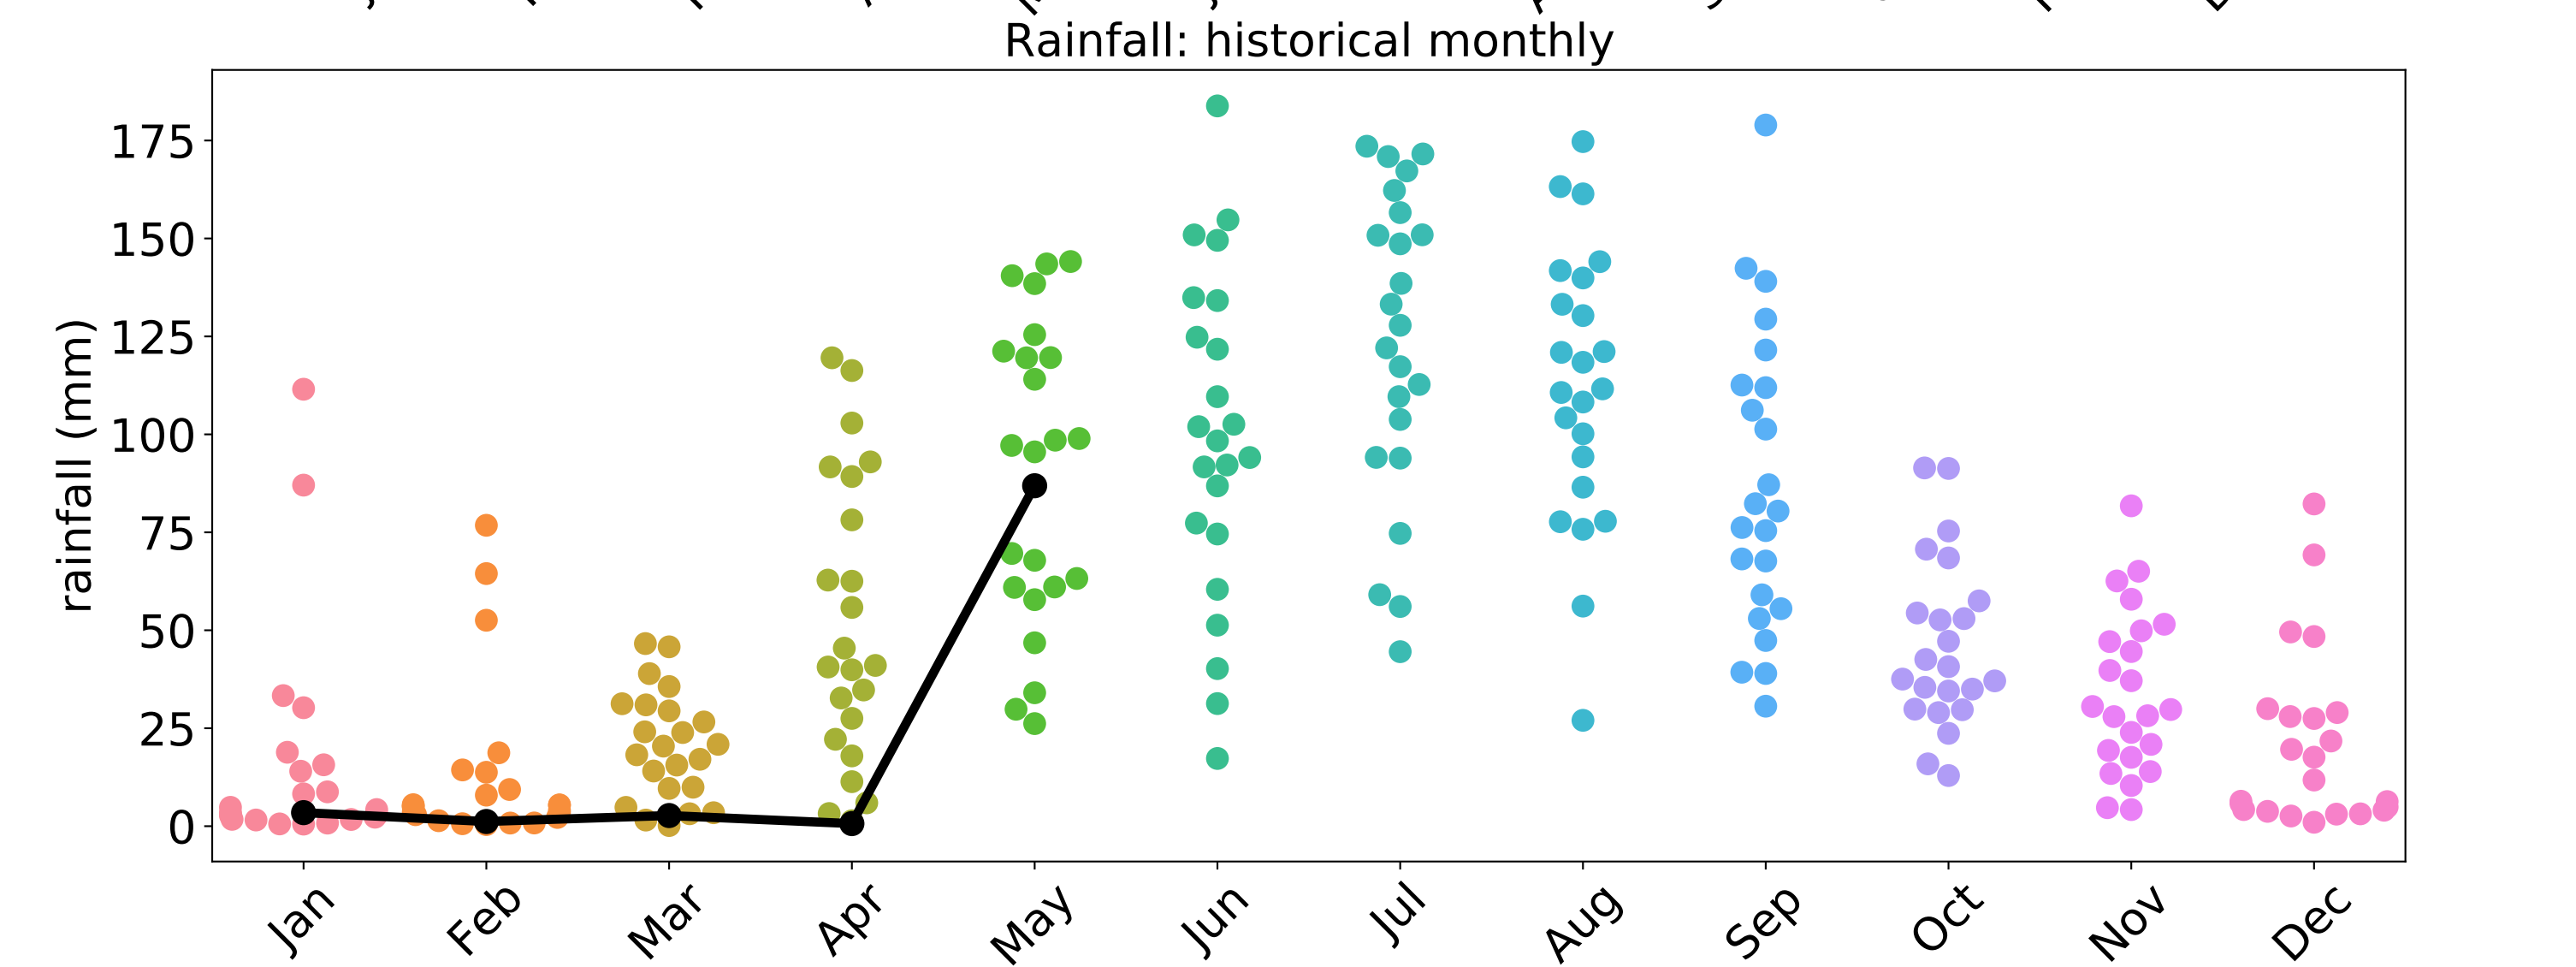 Rainfall: historical monthly
rainfall (mm)
175
150
125
100
75
50
25
0
Jan
Feb
Mar
Apr
May
Jun
Jul
Aug
Sep
Oct
Nov
Dec